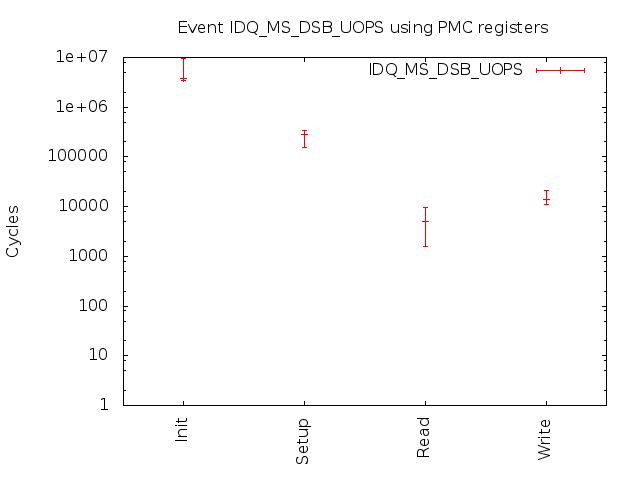 Event IDQ_MS_DSB_UOPS using PMC registers
IDQ_MS_DSB_UOPS
1e+07
1e+06
100000
10000
1000
100
10
1
Cycles
Init
Setup
Read
Write